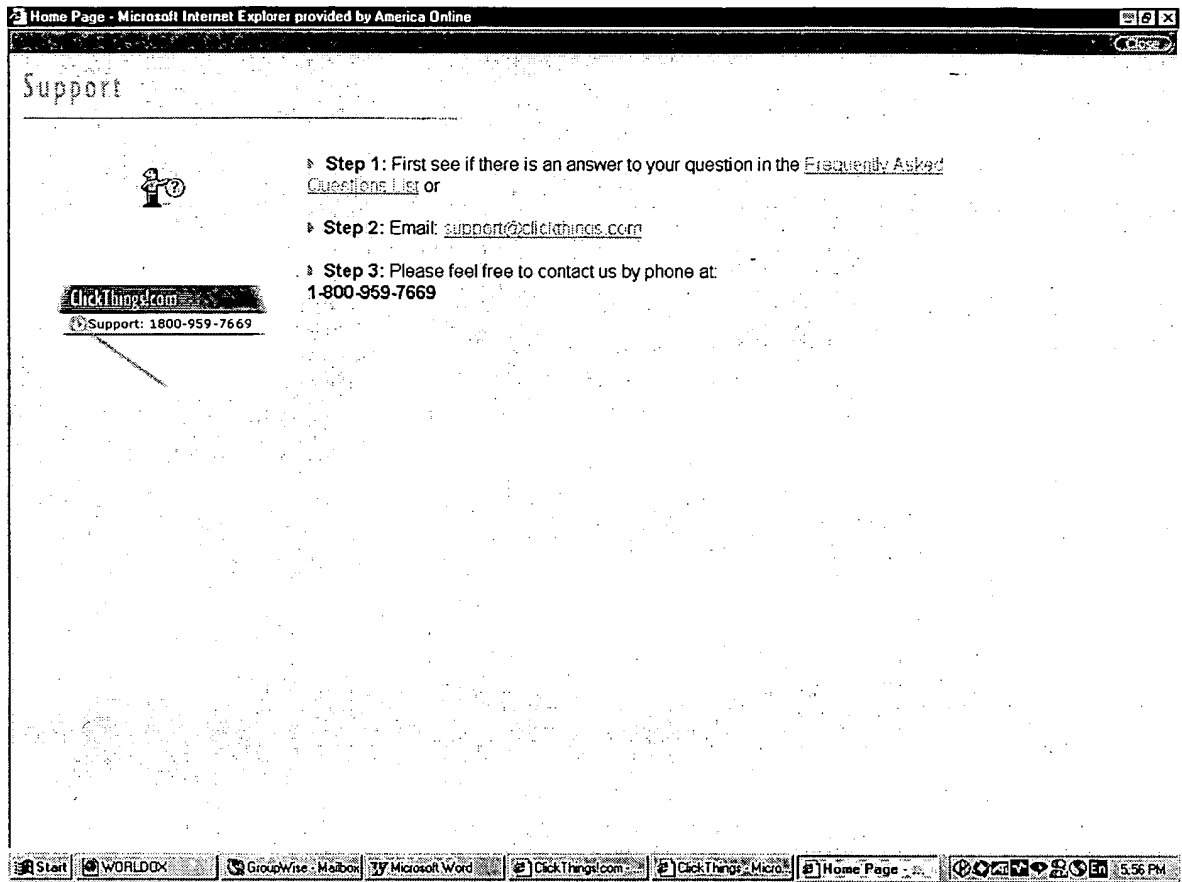 Home Page - Microsoft Internet Explorer provided by America Online
Close
Support
Step 1: First see if there is an answer to your question in the Frequently Asked
Questions List or
Step 2: Email: support@clickthings.com
Step 3: Please feel free to contact us by phone at:
1-800-959-7669
ClickThings!com
Support: 1800-959-7669
Start WORLDOX GroupWise - Mailbox Microsoft Word ClickThings!com - ClickThings - Micro... Home Page - En 5:56 PM